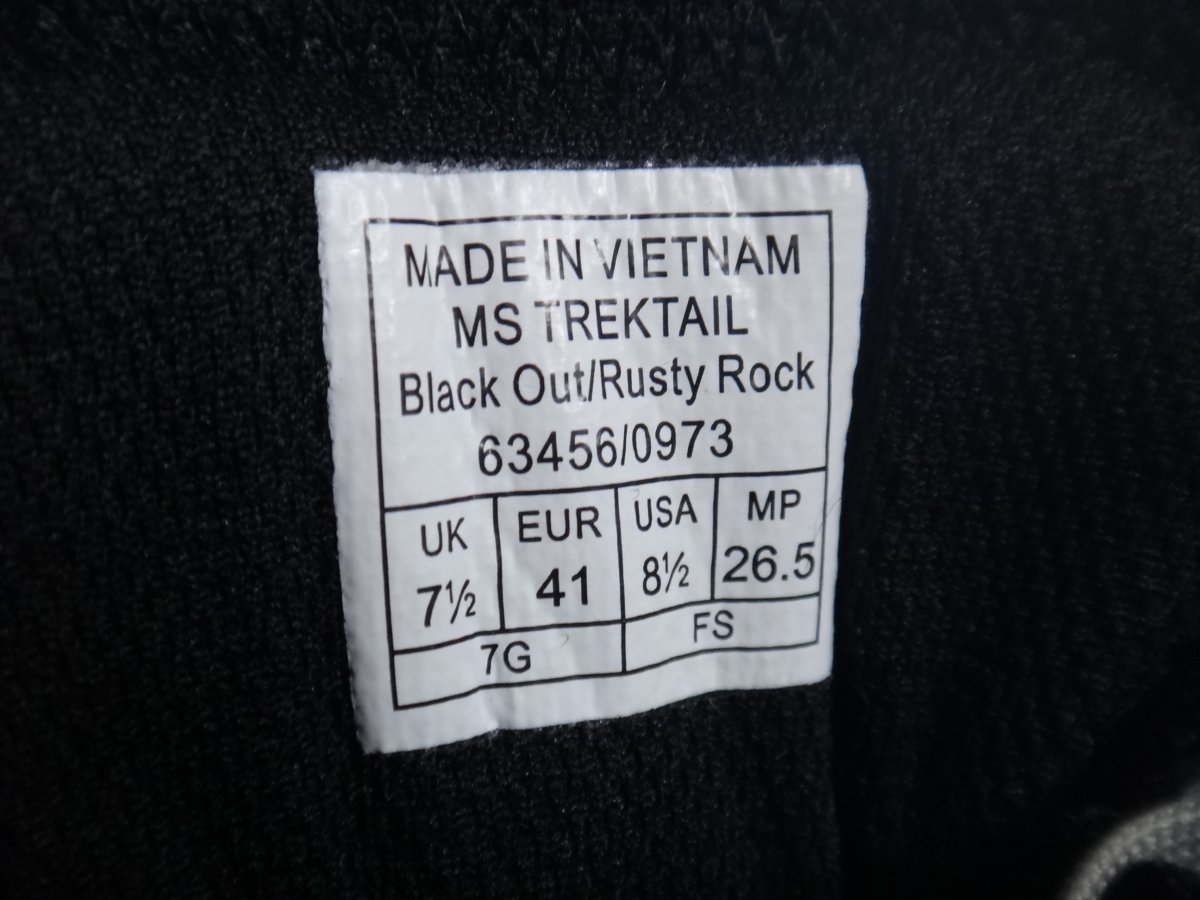 MADE IN VIETNAM
MS TREKTAIL
Black Out/Rusty Rock
63456/0973
UK EUR USA MP
7½ 41 8½ 26.5
7G FS